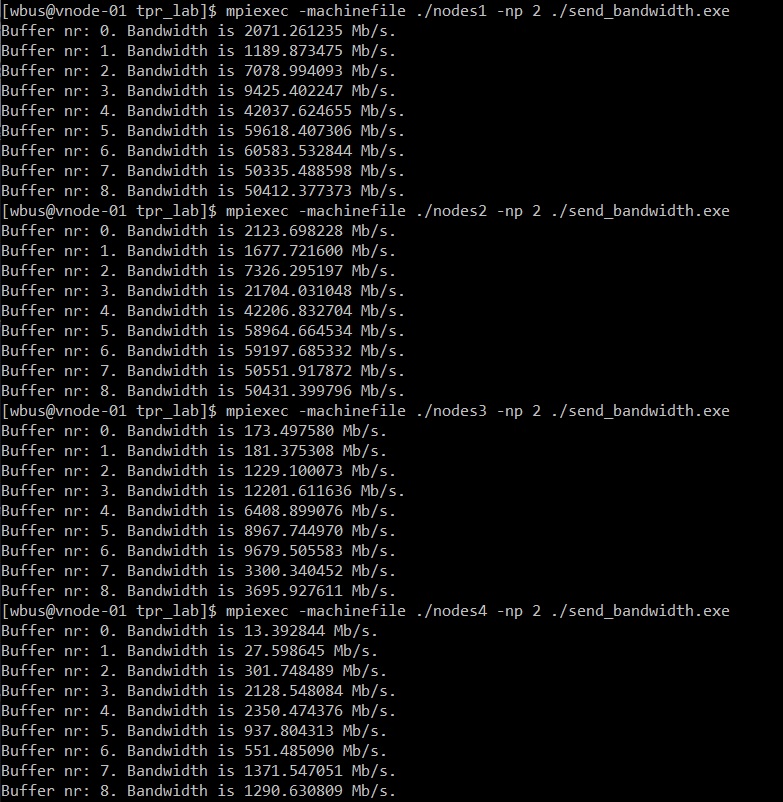 [wbus@vnode-01 tpr_lab]$ mpiexec -machinefile ./nodes1 -np 2 ./send_bandwidth.exe
Buffer nr: 0. Bandwidth is 2071.261235 Mb/s.
Buffer nr: 1. Bandwidth is 1189.873475 Mb/s.
Buffer nr: 2. Bandwidth is 7078.994093 Mb/s.
Buffer nr: 3. Bandwidth is 9425.402247 Mb/s.
Buffer nr: 4. Bandwidth is 42037.624655 Mb/s.
Buffer nr: 5. Bandwidth is 59618.407306 Mb/s.
Buffer nr: 6. Bandwidth is 60583.532844 Mb/s.
Buffer nr: 7. Bandwidth is 50335.488598 Mb/s.
Buffer nr: 8. Bandwidth is 50412.377373 Mb/s.
[wbus@vnode-01 tpr_lab]$ mpiexec -machinefile ./nodes2 -np 2 ./send_bandwidth.exe
Buffer nr: 0. Bandwidth is 2123.698228 Mb/s.
Buffer nr: 1. Bandwidth is 1677.721600 Mb/s.
Buffer nr: 2. Bandwidth is 7326.295197 Mb/s.
Buffer nr: 3. Bandwidth is 21704.031048 Mb/s.
Buffer nr: 4. Bandwidth is 42206.832704 Mb/s.
Buffer nr: 5. Bandwidth is 58964.664534 Mb/s.
Buffer nr: 6. Bandwidth is 59197.685332 Mb/s.
Buffer nr: 7. Bandwidth is 50551.917872 Mb/s.
Buffer nr: 8. Bandwidth is 50431.399796 Mb/s.
[wbus@vnode-01 tpr_lab]$ mpiexec -machinefile ./nodes3 -np 2 ./send_bandwidth.exe
Buffer nr: 0. Bandwidth is 173.497580 Mb/s.
Buffer nr: 1. Bandwidth is 181.375308 Mb/s.
Buffer nr: 2. Bandwidth is 1229.100073 Mb/s.
Buffer nr: 3. Bandwidth is 12201.611636 Mb/s.
Buffer nr: 4. Bandwidth is 6408.899076 Mb/s.
Buffer nr: 5. Bandwidth is 8967.744970 Mb/s.
Buffer nr: 6. Bandwidth is 9679.505583 Mb/s.
Buffer nr: 7. Bandwidth is 3300.340452 Mb/s.
Buffer nr: 8. Bandwidth is 3695.927611 Mb/s.
[wbus@vnode-01 tpr_lab]$ mpiexec -machinefile ./nodes4 -np 2 ./send_bandwidth.exe
Buffer nr: 0. Bandwidth is 13.392844 Mb/s.
Buffer nr: 1. Bandwidth is 27.598645 Mb/s.
Buffer nr: 2. Bandwidth is 301.748489 Mb/s.
Buffer nr: 3. Bandwidth is 2128.548084 Mb/s.
Buffer nr: 4. Bandwidth is 2350.474376 Mb/s.
Buffer nr: 5. Bandwidth is 937.804313 Mb/s.
Buffer nr: 6. Bandwidth is 551.485090 Mb/s.
Buffer nr: 7. Bandwidth is 1371.547051 Mb/s.
Buffer nr: 8. Bandwidth is 1290.630809 Mb/s.